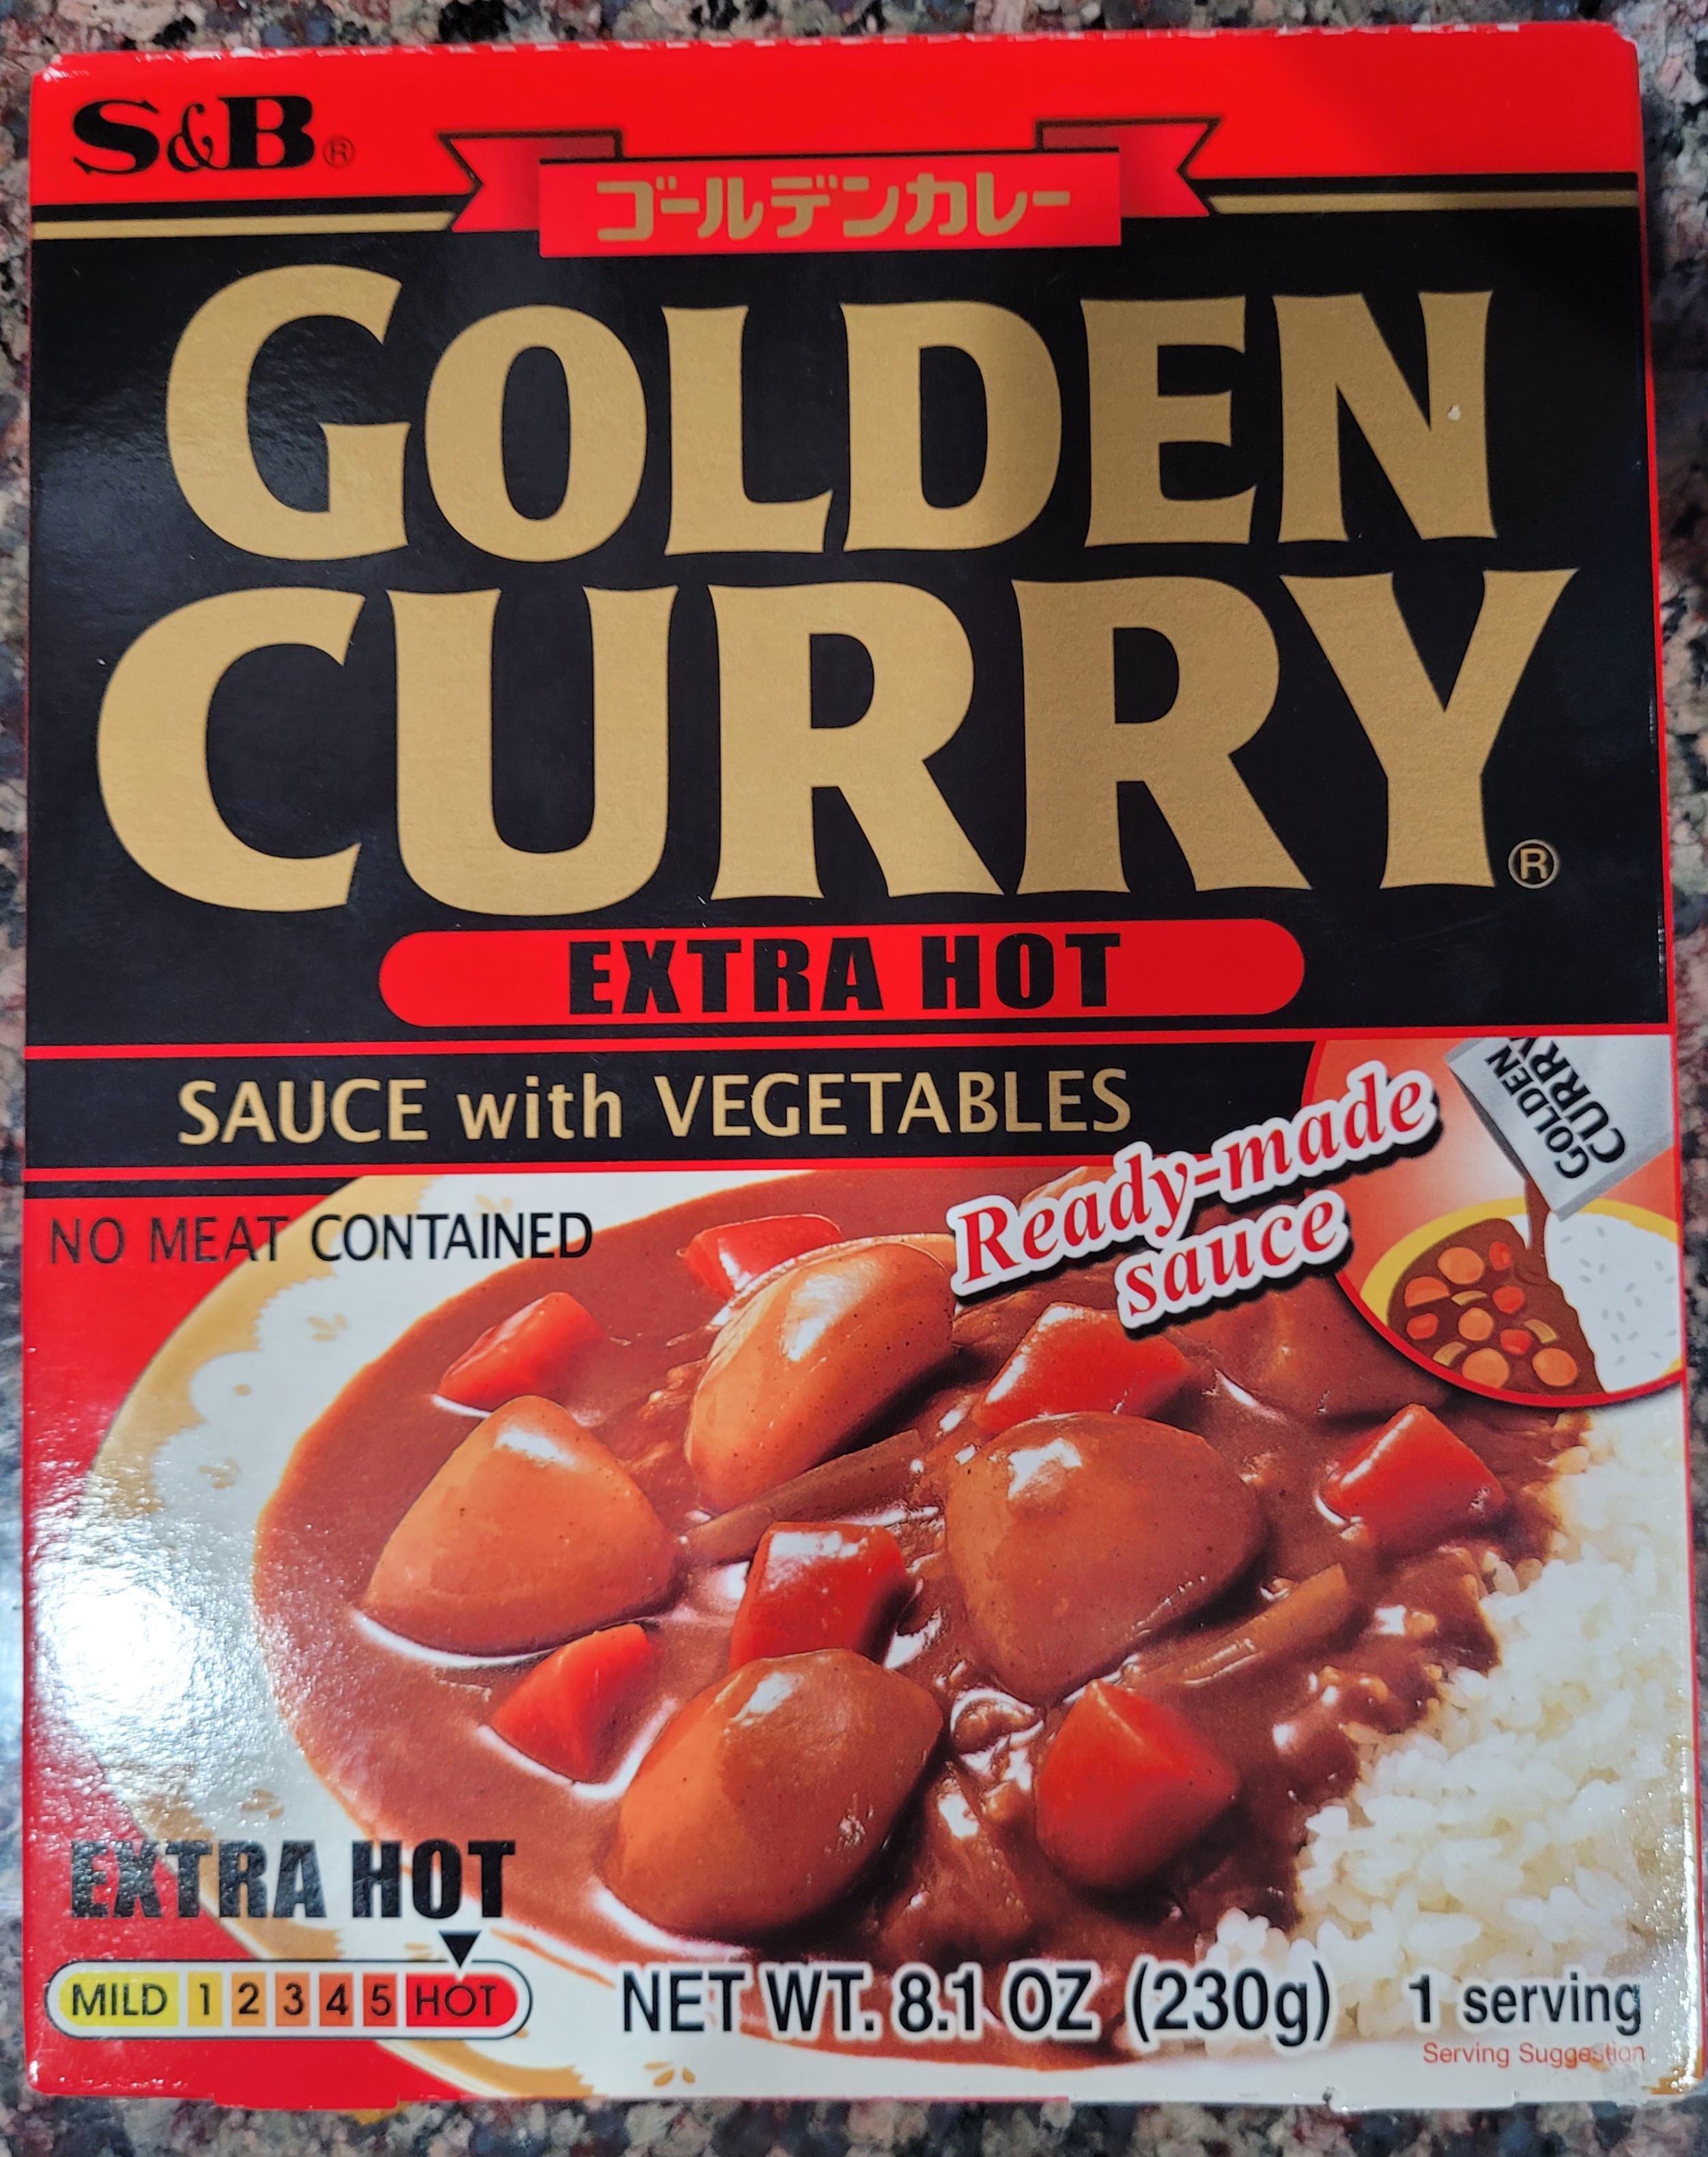 S&B®
ゴールデンカレー
GOLDEN
CURRY®
EXTRA HOT
SAUCE with VEGETABLES
GOLDEN
CURRY
Ready-made
sauce
NO MEAT CONTAINED
EXTRA HOT
MILD 1 2 3 4 5 HOT
NET WT. 8.1 OZ (230g) 1 serving
Serving Suggestion